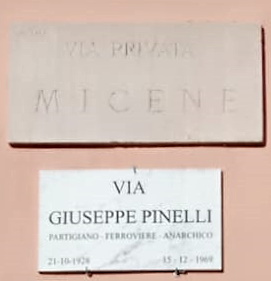 VIA PRIVATA
MICENE
VIA
GIUSEPPE PINELLI
PARTIGIANO - FERROVIERE - ANARCHICO
21-10-1928 15-12-1969